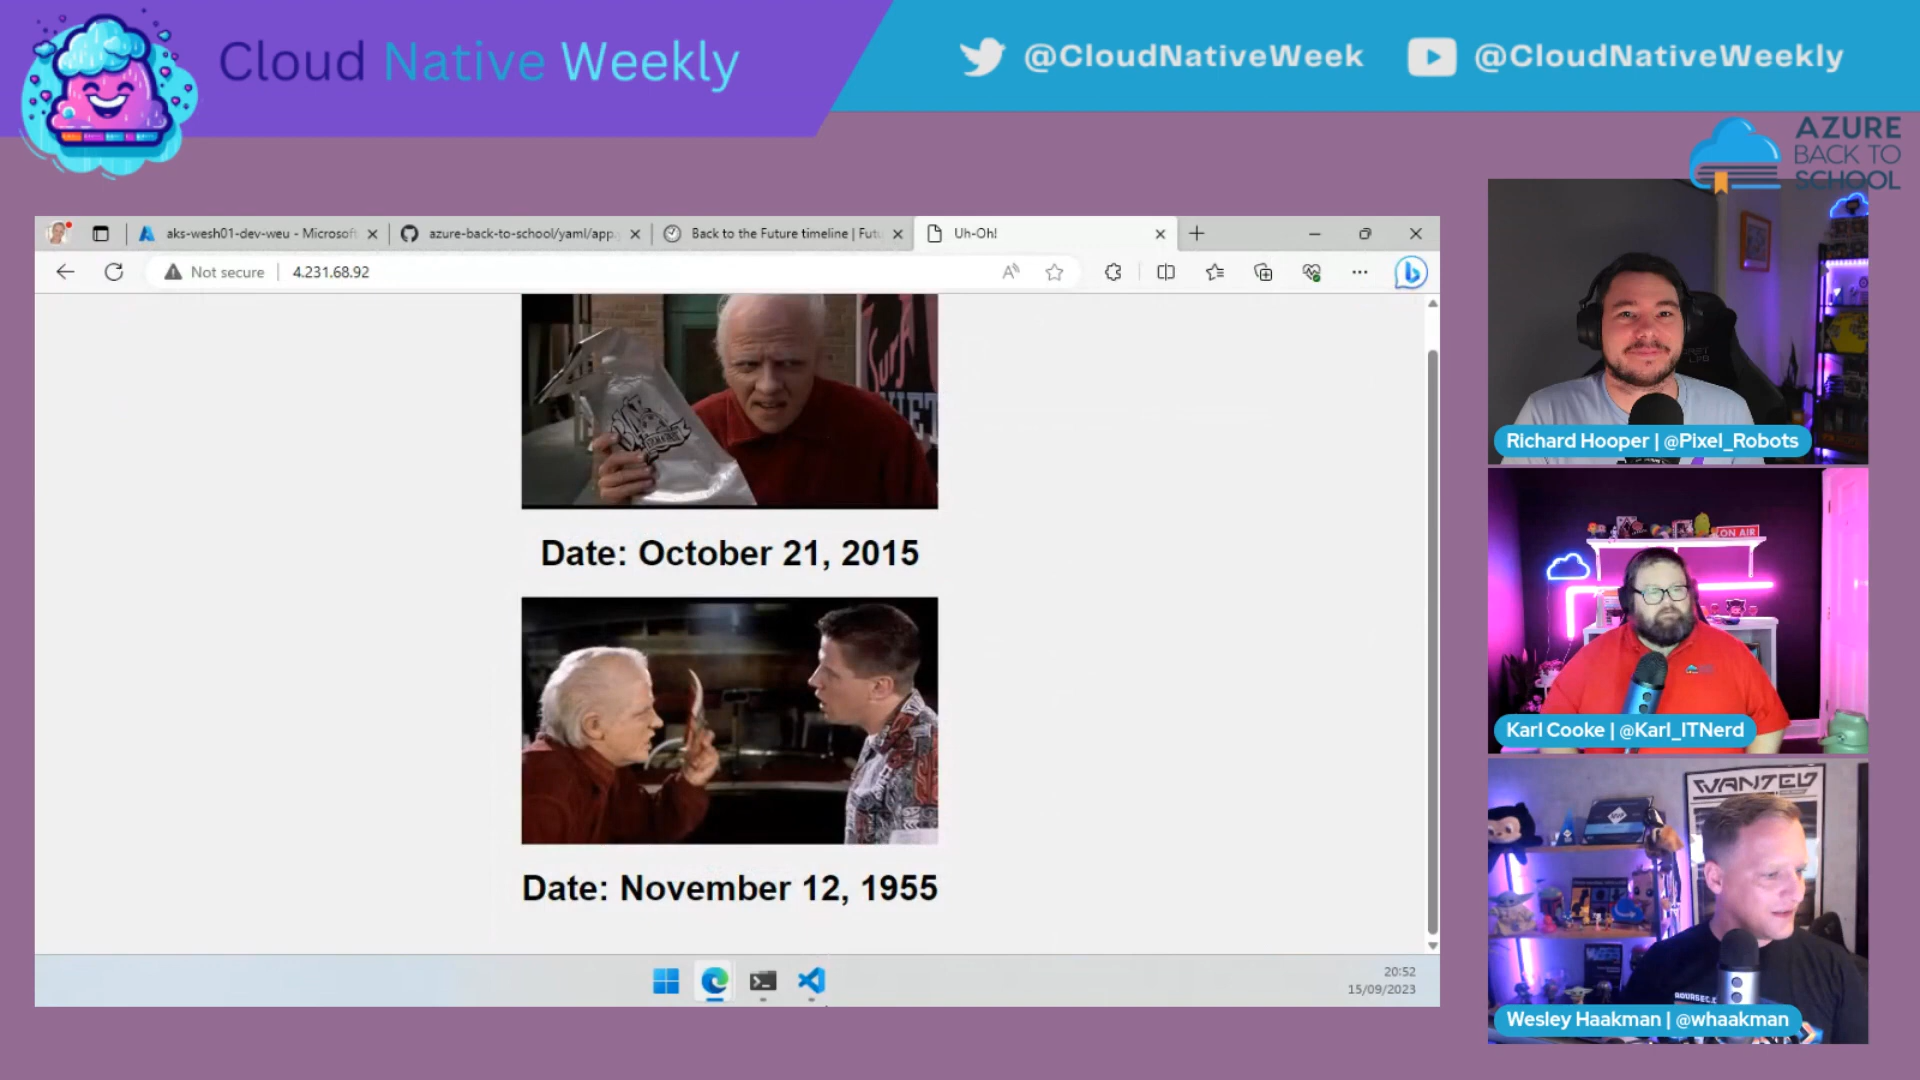 Cloud Native Weekly
@CloudNativeWeek
@CloudNativeWeekly
AZURE
BACK TO
SCHOOL
aks-wesh01-dev-weu - Microsoft
azure-back-to-school/yaml/app.
Back to the Future timeline | Futu
Uh-Oh!
Not secure
4.231.68.92
Date: October 21, 2015
Date: November 12, 1955
20:52
15/09/2023
Richard Hooper | @Pixel_Robots
ON AIR
Karl Cooke | @Karl_ITNerd
WANTED
Wesley Haakman | @whaakman